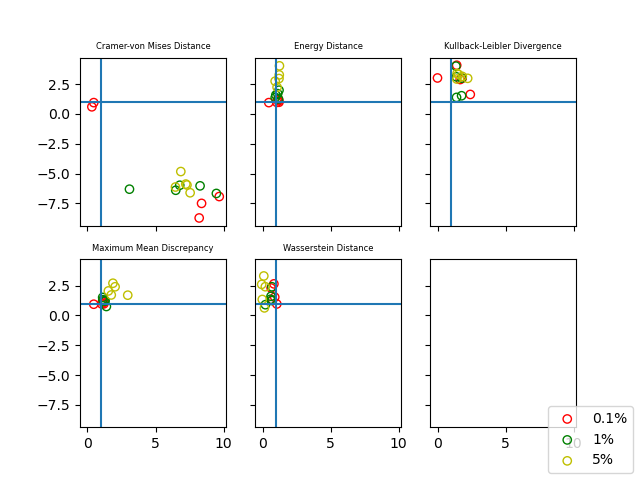 Cramer-von Mises Distance
Energy Distance
Kullback-Leibler Divergence
2.5
0.0
−2.5
−5.0
−7.5
Maximum Mean Discrepancy
Wasserstein Distance
2.5
0.0
−2.5
−5.0
−7.5
0 5 10
0 5 10
0 5 10
0.1%
1%
5%